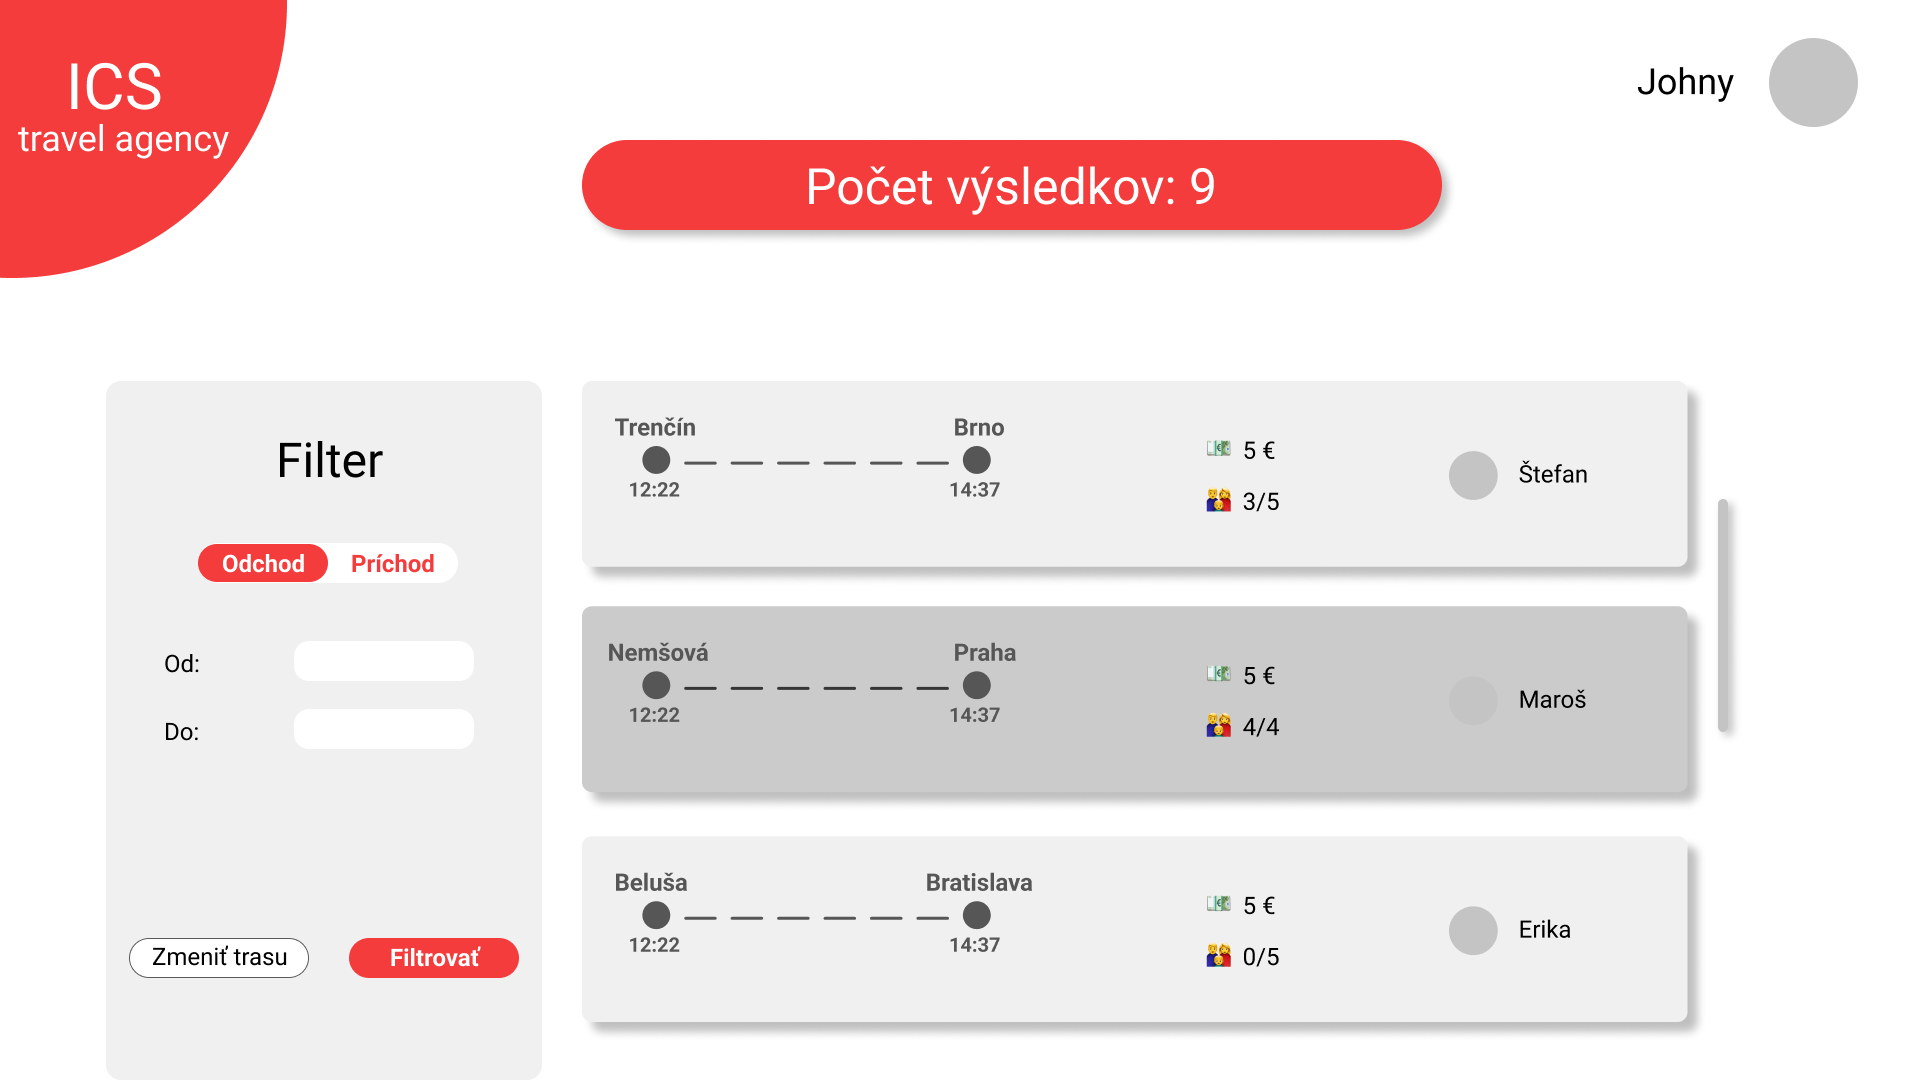 ICS
travel agency
Johny
Počet výsledkov: 9
Filter
Odchod
Príchod
Od:
Do:
Zmeniť trasu
Filtrovať
Trenčín
Brno
12:22
14:37
5 €
3/5
Štefan
Nemšová
Praha
12:22
14:37
5 €
4/4
Maroš
Beluša
Bratislava
12:22
14:37
5 €
0/5
Erika